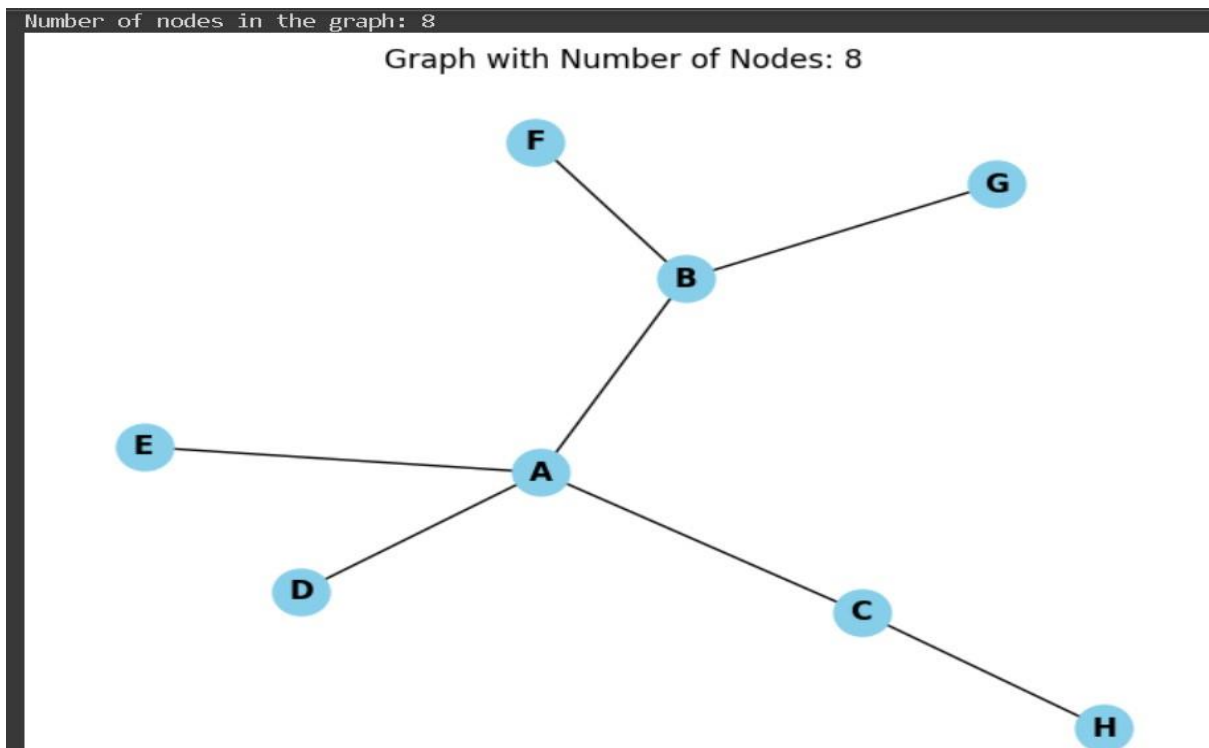 Number of nodes in the graph: 8
Graph with Number of Nodes: 8
F
G
B
E
A
D
C
H